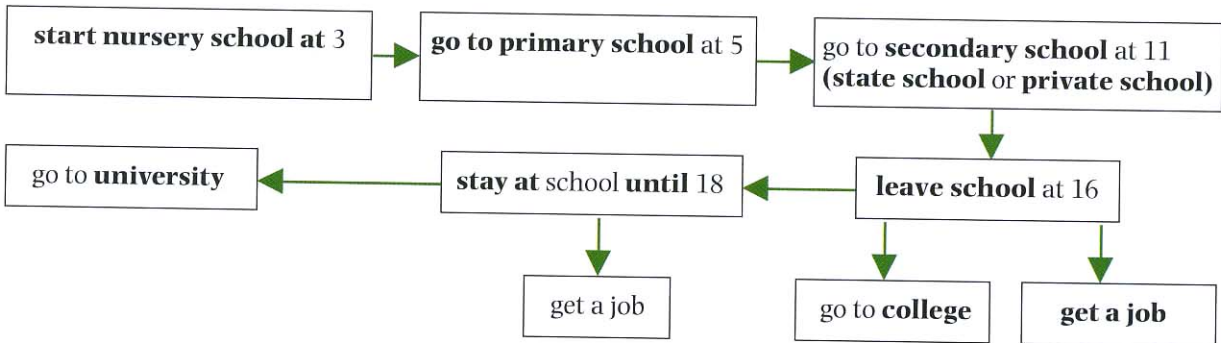 start nursery school at 3
go to primary school at 5
go to secondary school at 11
(state school or private school)
go to university
stay at school until 18
leave school at 16
get a job
go to college
get a job